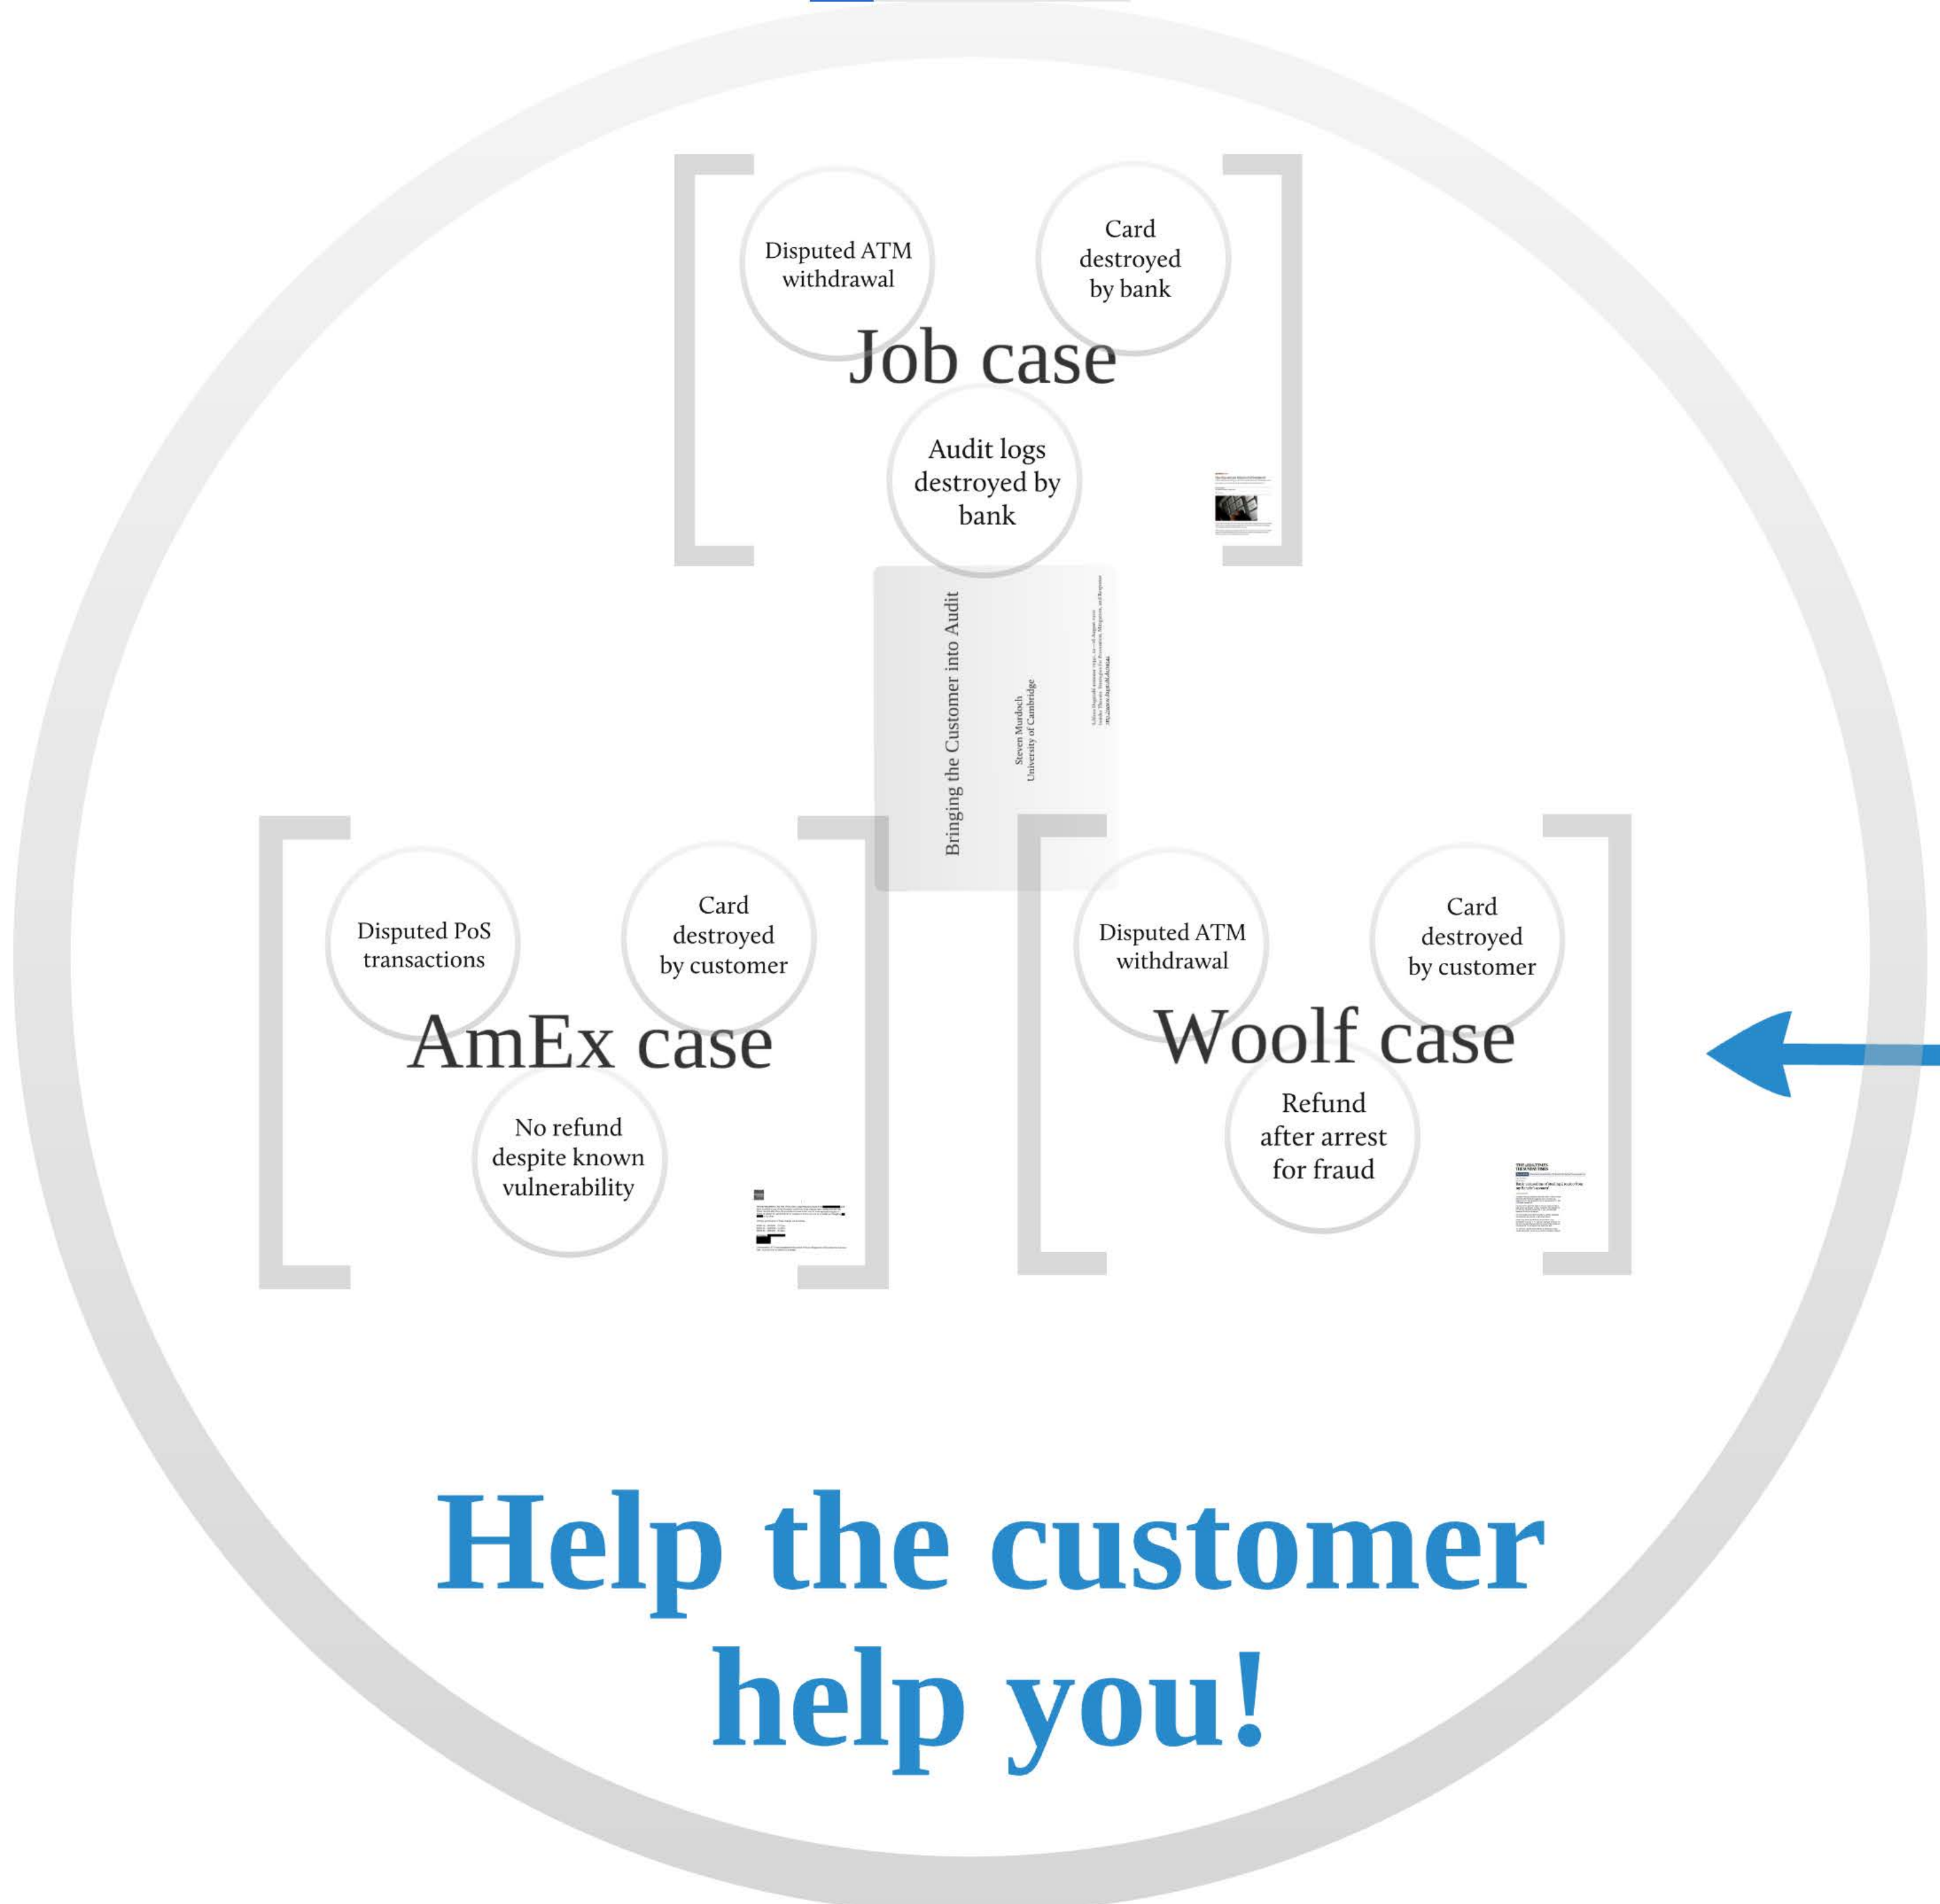 Disputed ATM
withdrawal
Card
destroyed
by bank
Job case
Audit logs
destroyed by
bank
Bringing the Customer into Audit
Steven Murdoch
University of Cambridge
Disputed PoS
transactions
Card
destroyed
by customer
AmEx case
No refund
despite known
vulnerability
Disputed ATM
withdrawal
Card
destroyed
by customer
Woolf case
Refund
after arrest
for fraud
Help the customer
help you!